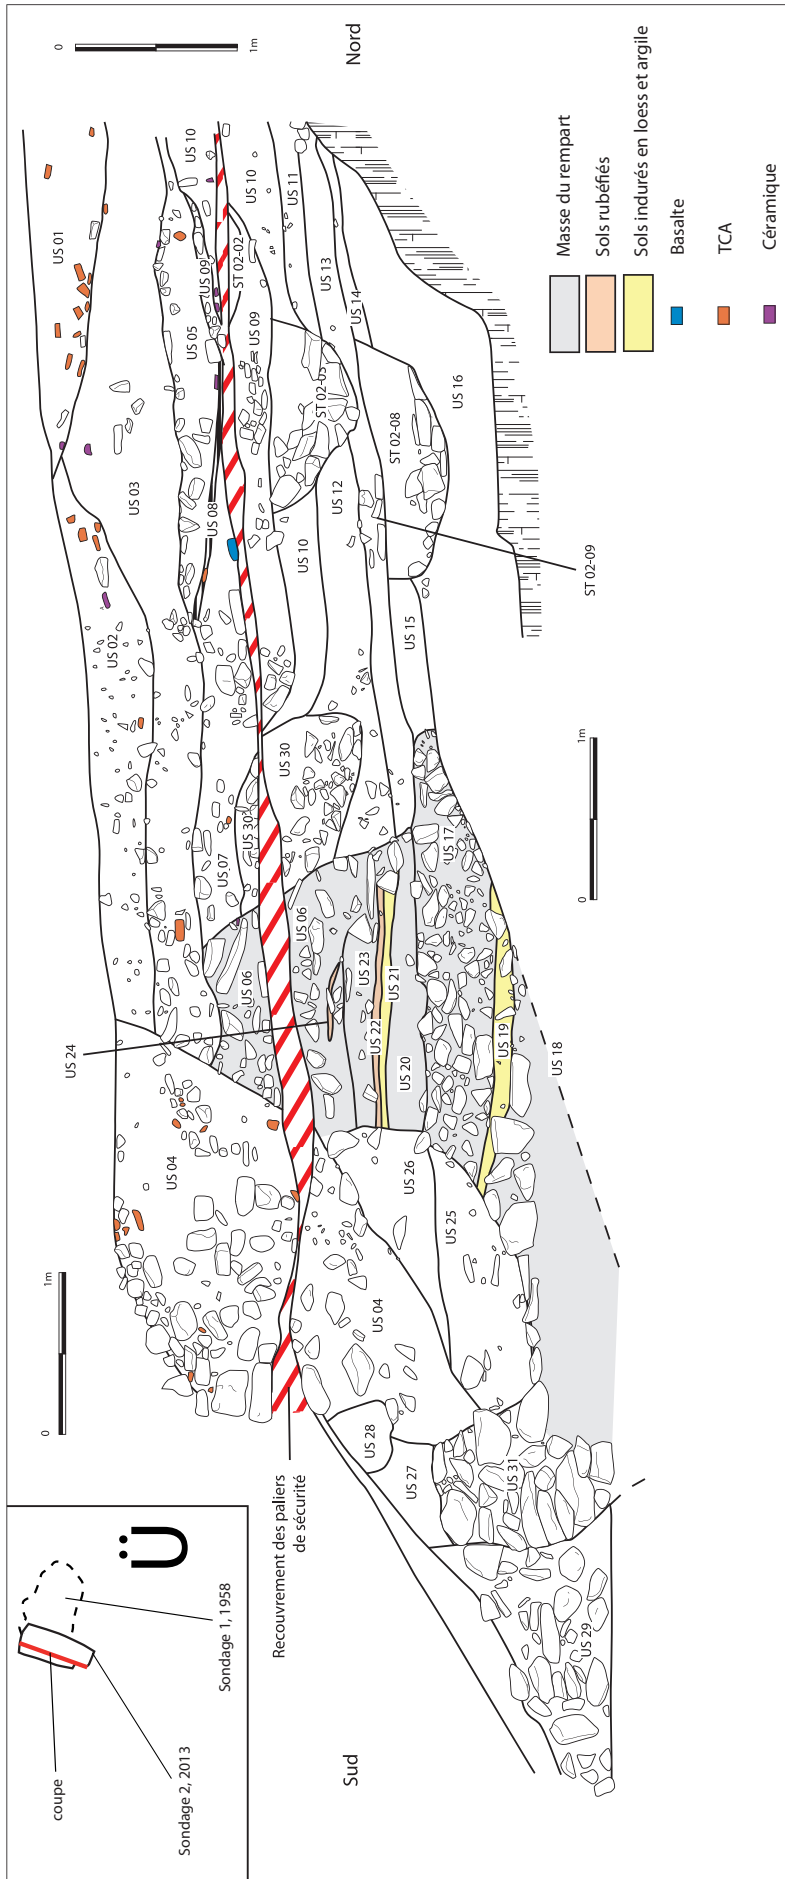 coupe
Sondage 2, 2013
Sondage 1, 1958
Ü
Sud
Nord
0
1m
0
1m
0
1m
Recouvrement des paliers
de sécurité
US 01
US 02
US 03
US 04
US 04
US 05
US 06
US 06
US 07
US 08
US 09
US 09
US 10
US 10
US 10
US 11
US 12
US 13
US 14
US 15
US 16
US 17
US 18
US 19
US 20
US 21
US 22
US 23
US 24
US 25
US 26
US 27
US 28
US 29
US 30
US 30
US 31
ST 02-02
ST 02-03
ST 02-08
ST 02-09
Masse du rempart
Sols rubéfiés
Sols indurés en loess et argile
Basalte
TCA
Céramique